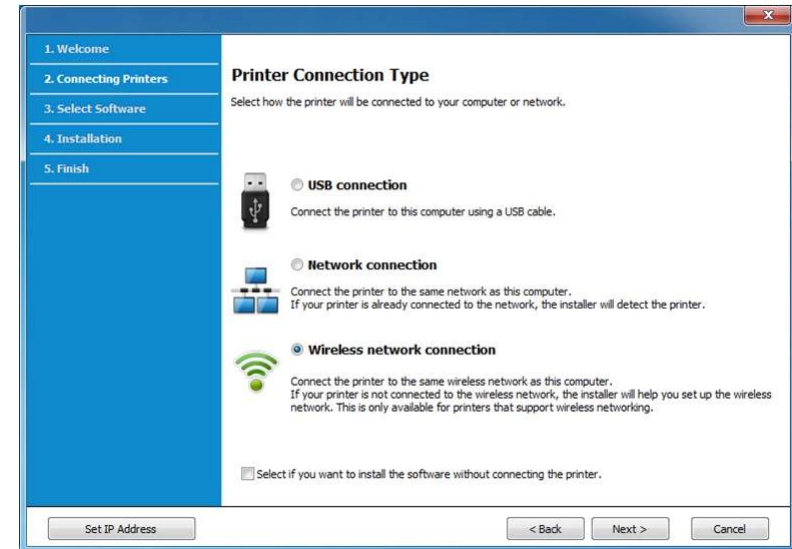 1. Welcome
2. Connecting Printers
3. Select Software
4. Installation
5. Finish
Printer Connection Type
Select how the printer will be connected to your computer or network.
USB connection
Connect the printer to this computer using a USB cable.
Network connection
Connect the printer to the same network as this computer.
If your printer is already connected to the network, the installer will detect the printer.
Wireless network connection
Connect the printer to the same wireless network as this computer.
If your printer is not connected to the wireless network, the installer will help you set up the wireless
network. This is only available for printers that support wireless networking.
Select if you want to install the software without connecting the printer.
Set IP Address
< Back
Next >
Cancel